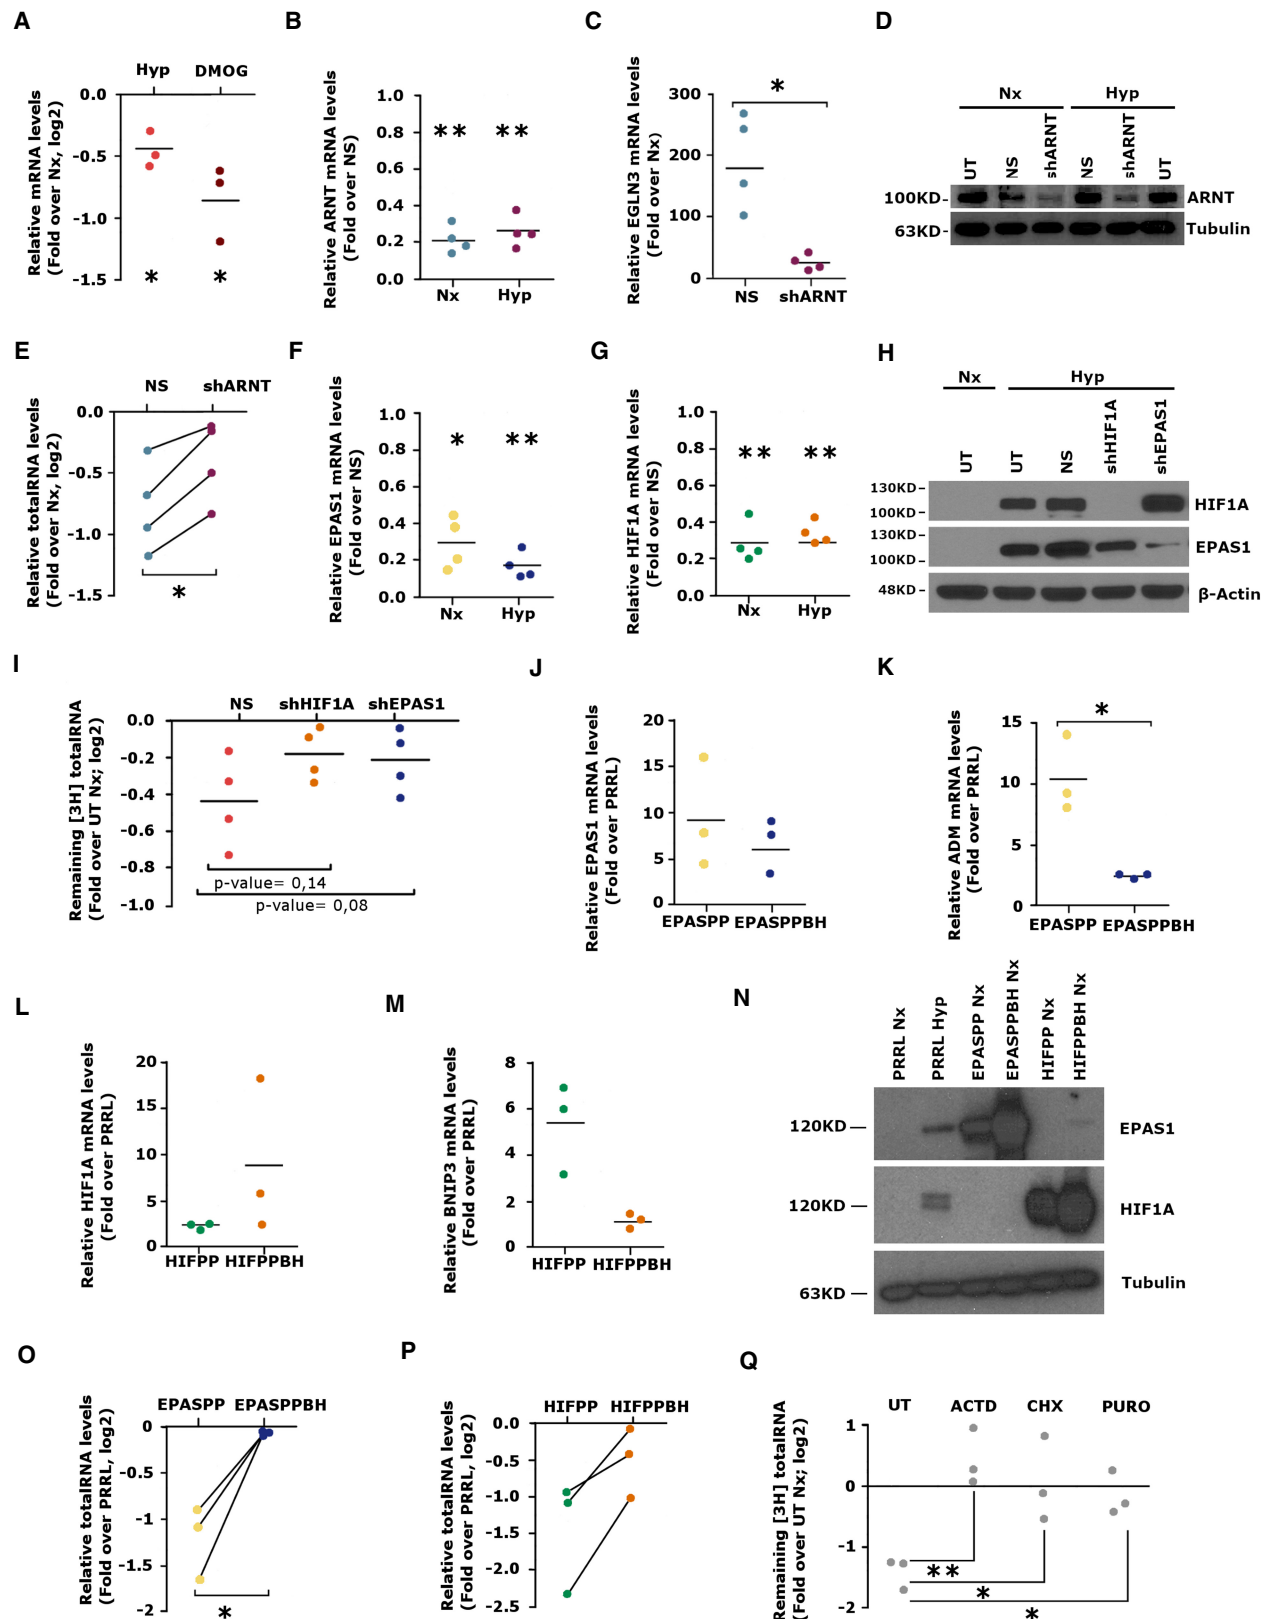 A
Relative mRNA levels
(Fold over Nx, log2)
Hyp DMOG
0.0
-0.5
-1.0
-1.5
* *
B
Relative ARNT mRNA levels
(Fold over NS)
1.0
0.8
0.6
0.4
0.2
0.0
** **
Nx Hyp
C
Relative EGLN3 mRNA levels
(Fold over Nx)
300
200
100
0
*
NS shARNT
D
Nx Hyp
UT NS shARNT NS shARNT UT
100KD- ARNT
63KD- Tubulin
E
Relative totalRNA levels
(Fold over Nx, log2)
NS shARNT
0.0
-0.5
-1.0
-1.5
*
F
Relative EPAS1 mRNA levels
(Fold over NS)
1.0
0.8
0.6
0.4
0.2
0.0
* **
Nx Hyp
G
Relative HIF1A mRNA levels
(Fold over NS)
1.0
0.8
0.6
0.4
0.2
0.0
** **
Nx Hyp
H
Nx Hyp
UT UT NS shHIF1A shEPAS1
130KD-
100KD- HIF1A
130KD-
100KD- EPAS1
48KD- β-Actin
I
Remaining [3H] totalRNA
(Fold over UT Nx; log2)
NS shHIF1A shEPAS1
0.0
-0.2
-0.4
-0.6
-0.8
-1.0
p-value= 0,14
p-value= 0,08
J
Relative EPAS1 mRNA levels
(Fold over PRRL)
20
15
10
5
0
EPASPP EPASPPBH
K
Relative ADM mRNA levels
(Fold over PRRL)
15
10
5
0
*
EPASPP EPASPPBH
L
Relative HIF1A mRNA levels
(Fold over PRRL)
20
15
10
5
0
HIFPP HIFPPBH
M
Relative BNIP3 mRNA levels
(Fold over PRRL)
8
6
4
2
0
HIFPP HIFPPBH
N
PRRL Nx
PRRL Hyp
EPASPP Nx
EPASPPBH Nx
HIFPP Nx
HIFPPBH Nx
120KD— EPAS1
120KD— HIF1A
63KD— Tubulin
O
Relative totalRNA levels
(Fold over PRRL, log2)
EPASPP EPASPPBH
0
-0.5
-1
-1.5
-2
*
P
Relative totalRNA levels
(Fold over PRRL, log2)
HIFPP HIFPPBH
0.0
-0.5
-1.0
-1.5
-2.0
-2.5
Q
Remaining [3H] totalRNA
(Fold over UT Nx; log2)
UT ACTD CHX PURO
1
0
-1
-2
**
*
*